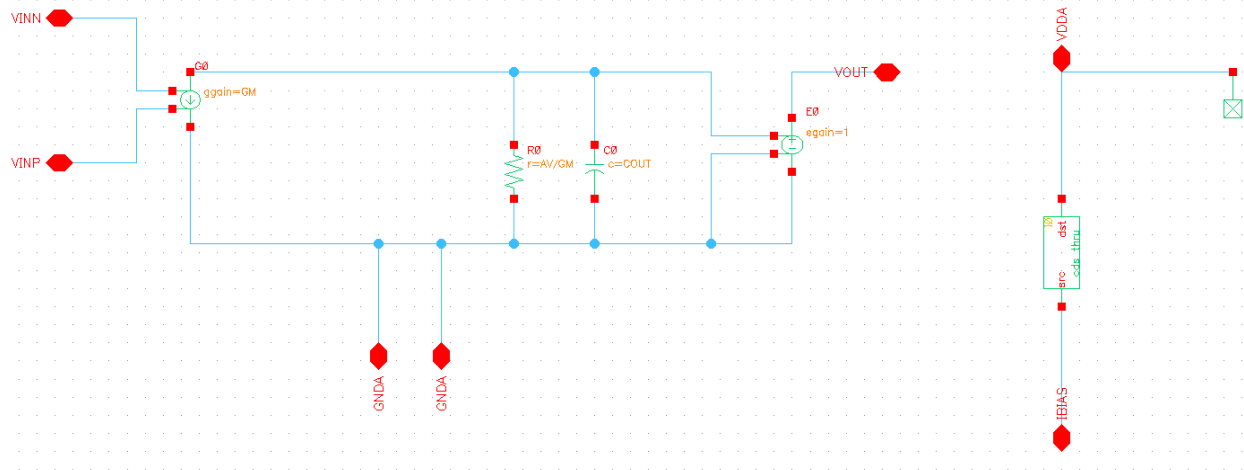 VINN
G0
ggain=GM
VINP
R0
r=AV/GM
C0
c=COUT
VOUT
E0
egain=1
GNDA
GNDA
VDDA
I0
dst
cds_thru
src
IBIAS